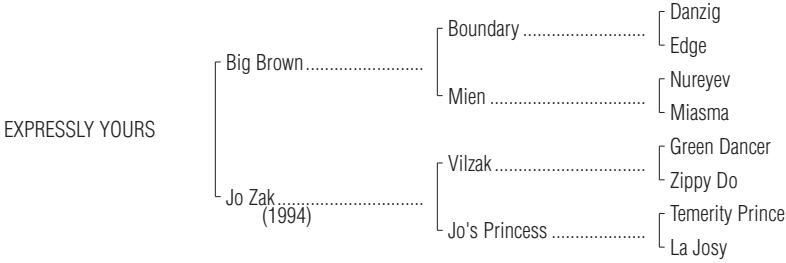 Danzig
Boundary ..............................
Edge
Big Brown.............................
Nureyev
Mien ......................................
Miasma
EXPRESSLY YOURS
Green Dancer
Vilzak .....................................
Zippy Do
Jo Zak....................................
(1994)
Temerity Prince
Jo's Princess .......................
La Josy